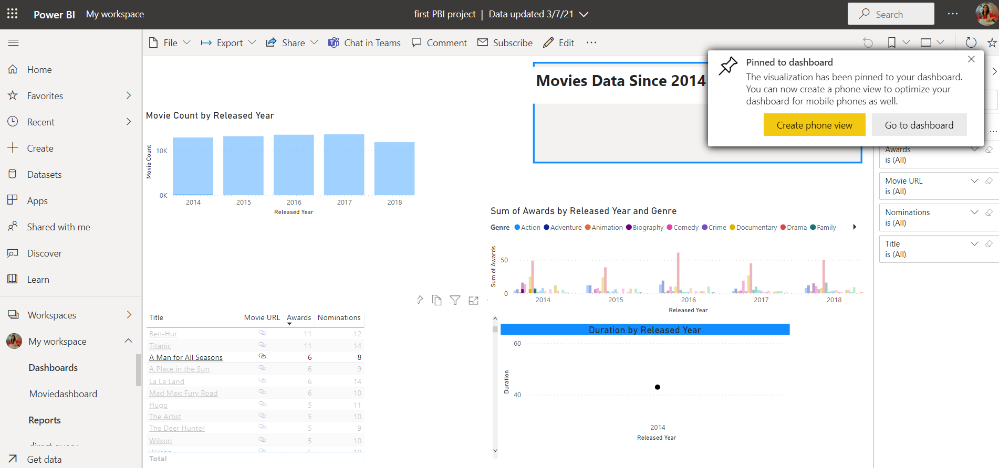 Power BI My workspace
first PBI project | Data updated 3/7/21
Search
File Export Share Chat in Teams Comment Subscribe Edit
Home
Favorites
Recent
Create
Datasets
Apps
Shared with me
Discover
Learn
Workspaces
My workspace
Dashboards
Moviedashboard
Reports
direct query
Get data
Movies Data Since 2014
Pinned to dashboard
The visualization has been pinned to your dashboard.
You can now create a phone view to optimize your
dashboard for mobile phones as well.
Create phone view Go to dashboard
Movie Count by Released Year
Movie Count
10K
0K
2014 2015 2016 2017 2018
Released Year
Sum of Awards by Released Year and Genre
Genre Action Adventure Animation Biography Comedy Crime Documentary Drama Family
Sum of Awards
50
0
2014 2015 2016 2017 2018
Released Year
Title Movie URL Awards Nominations
Ben-Hur 11 12
Titanic 11 14
A Man for All Seasons 6 8
A Place in the Sun 6 9
La La Land 6 14
Mad Max: Fury Road 6 10
Hugo 5 11
The Artist 5 10
The Deer Hunter 5 9
Wilson 5 10
Wilson 5 10
Total
Duration by Released Year
Duration
60
40
2014
Released Year
Awards
is (All)
Movie URL
is (All)
Nominations
is (All)
Title
is (All)